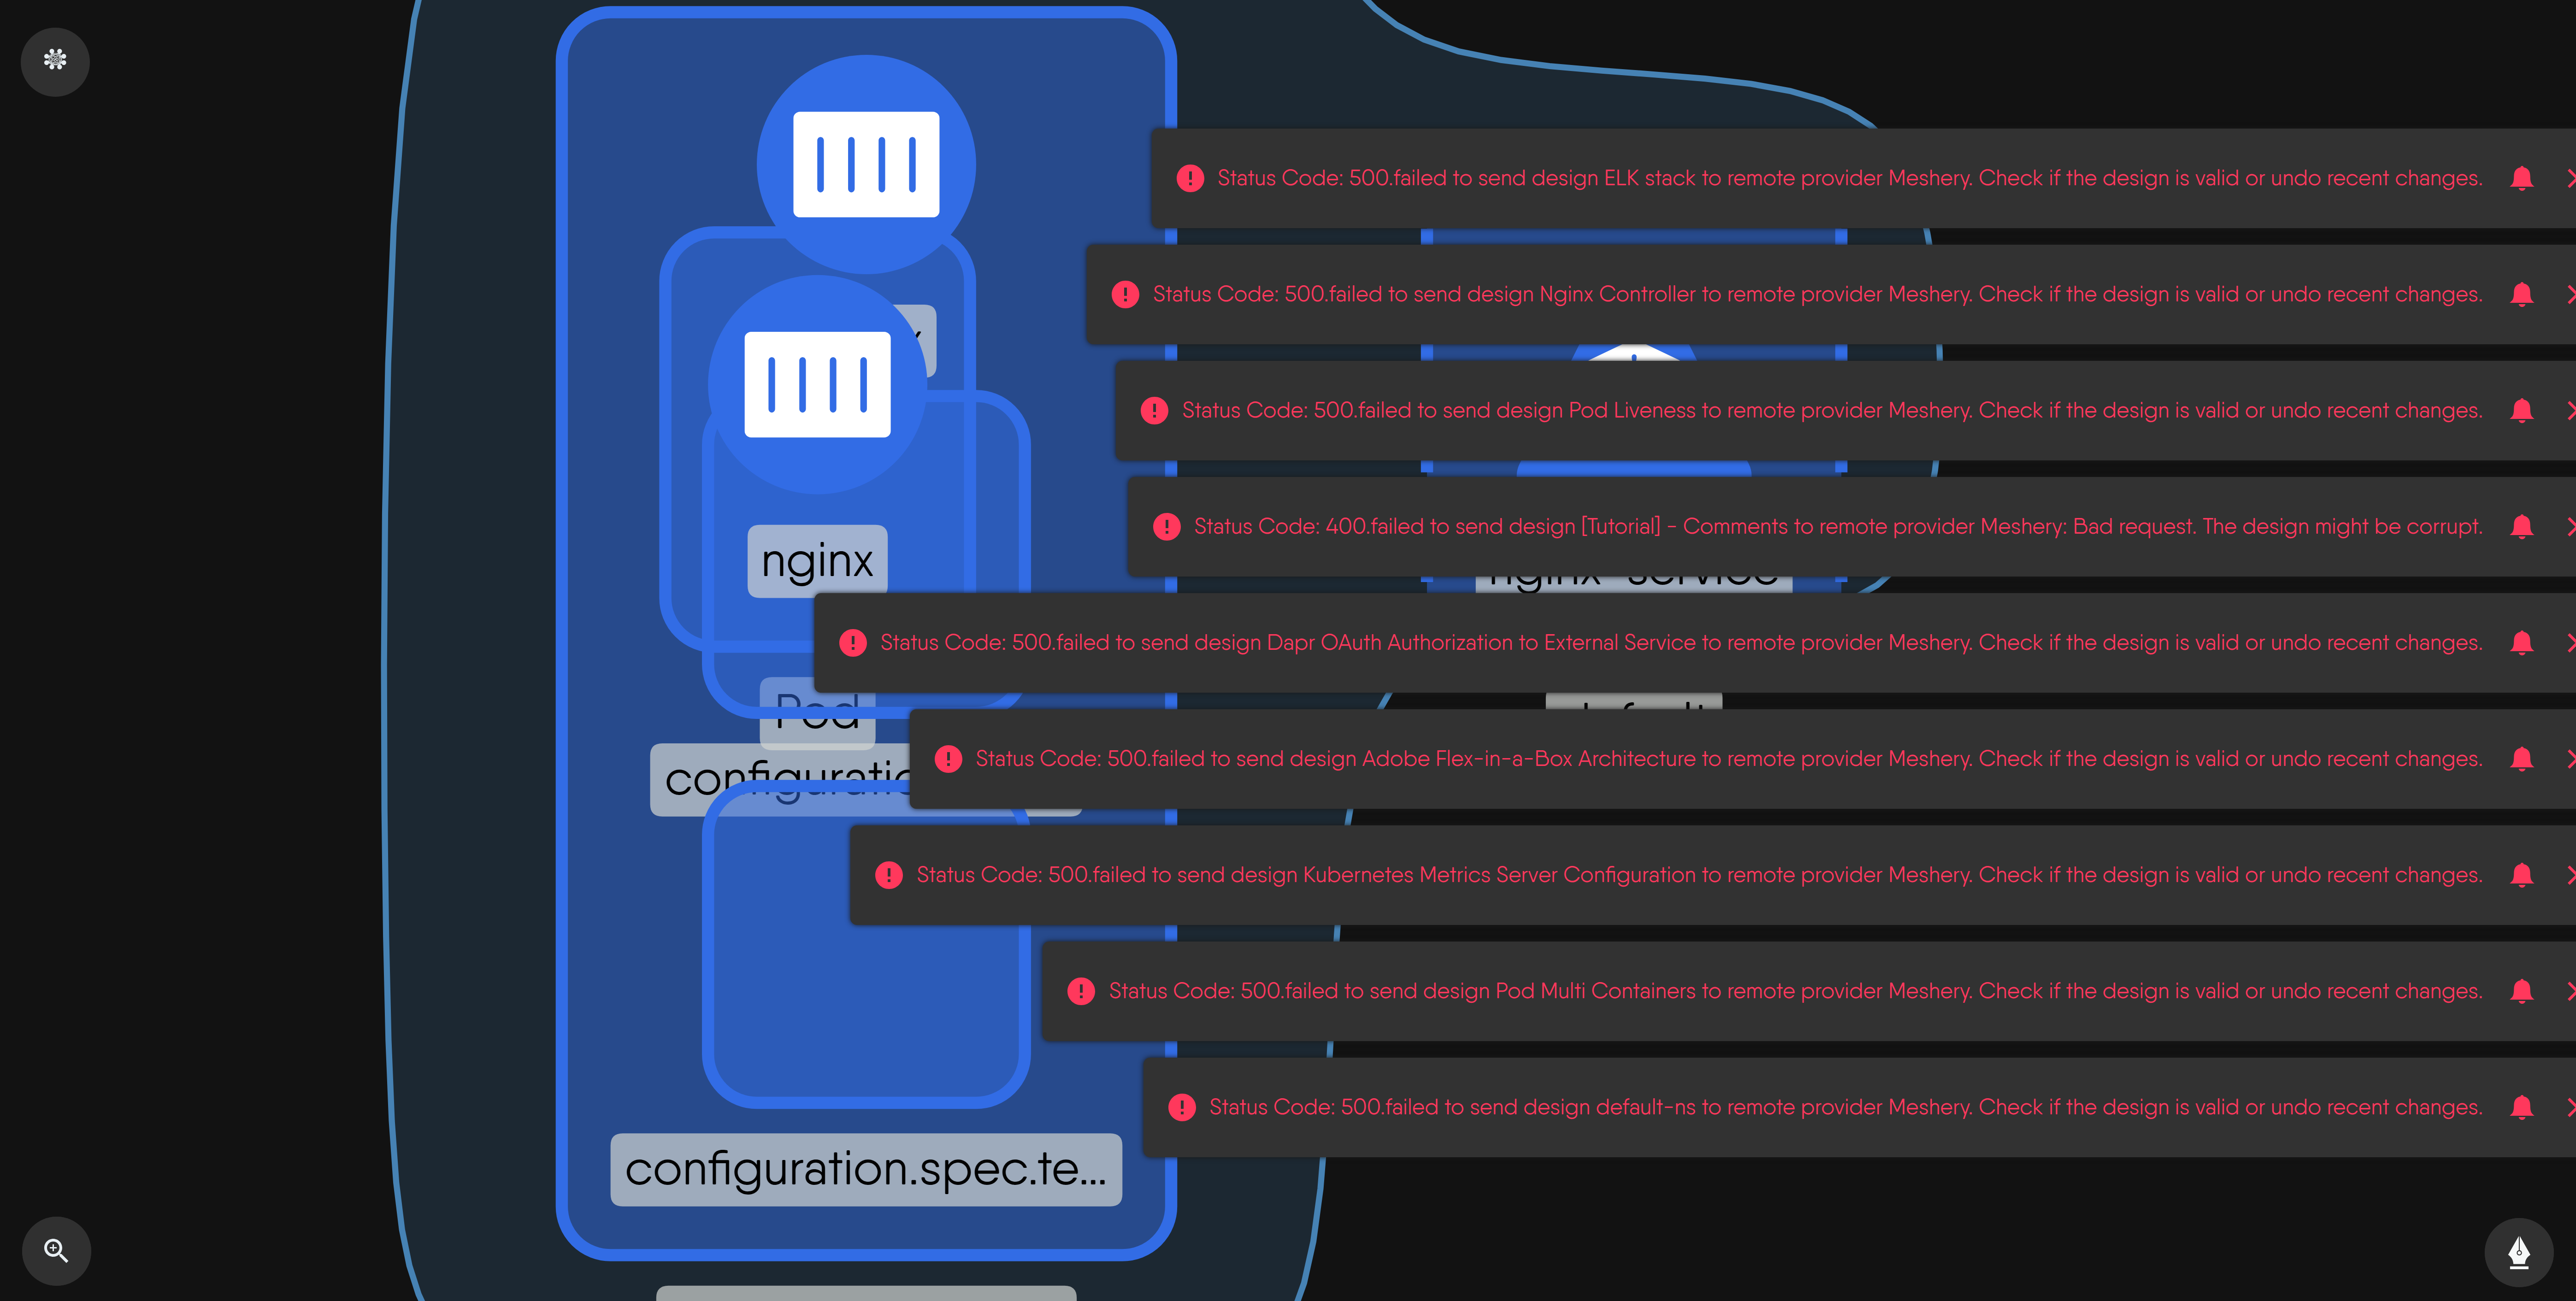 Status Code: 500.failed to send design ELK stack to remote provider Meshery. Check if the design is valid or undo recent changes.
Status Code: 500.failed to send design Nginx Controller to remote provider Meshery. Check if the design is valid or undo recent changes.
Status Code: 500.failed to send design Pod Liveness to remote provider Meshery. Check if the design is valid or undo recent changes.
Status Code: 400.failed to send design [Tutorial] - Comments to remote provider Meshery: Bad request. The design might be corrupt.
nginx
nginx-service
Status Code: 500.failed to send design Dapr OAuth Authorization to External Service to remote provider Meshery. Check if the design is valid or undo recent changes.
Pod
default
Status Code: 500.failed to send design Adobe Flex-in-a-Box Architecture to remote provider Meshery. Check if the design is valid or undo recent changes.
Status Code: 500.failed to send design Kubernetes Metrics Server Configuration to remote provider Meshery. Check if the design is valid or undo recent changes.
Status Code: 500.failed to send design Pod Multi Containers to remote provider Meshery. Check if the design is valid or undo recent changes.
Status Code: 500.failed to send design default-ns to remote provider Meshery. Check if the design is valid or undo recent changes.
configuration.spec.te...